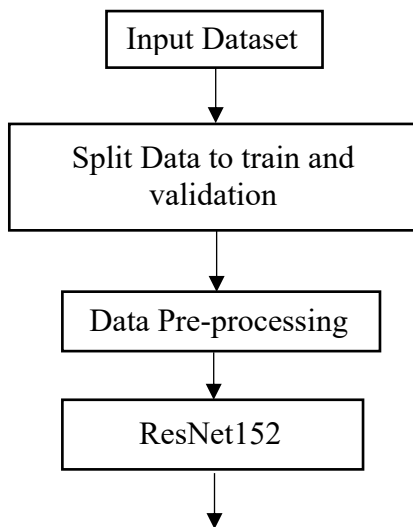 Input Dataset
Split Data to train and
validation
Data Pre-processing
ResNet152